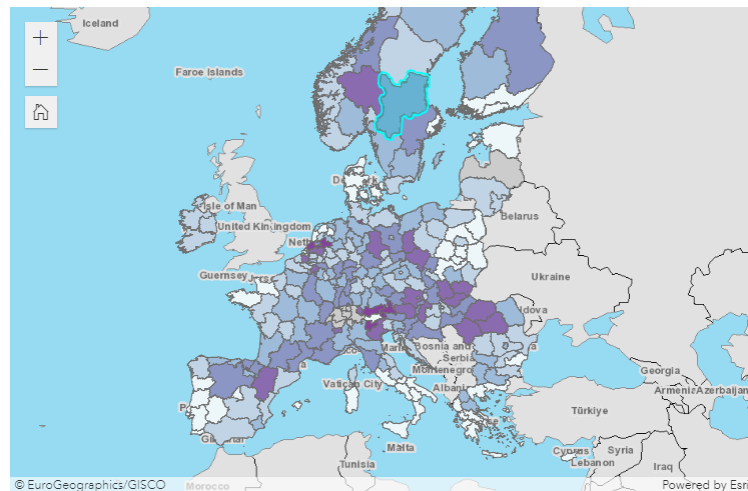 Iceland
+
−
Faroe Islands
Isle of Man
United Kingdom
Belarus
Guernsey
Ukraine
Bosnia and
Serbia
Montenegro
Vatican City
Georgia
Armenia
Azerbaijan
Türkiye
Malta
Cyprus
Syria
Lebanon
Iraq
Tunisia
Morocco
© EuroGeographics/GISCO
Powered by Esri